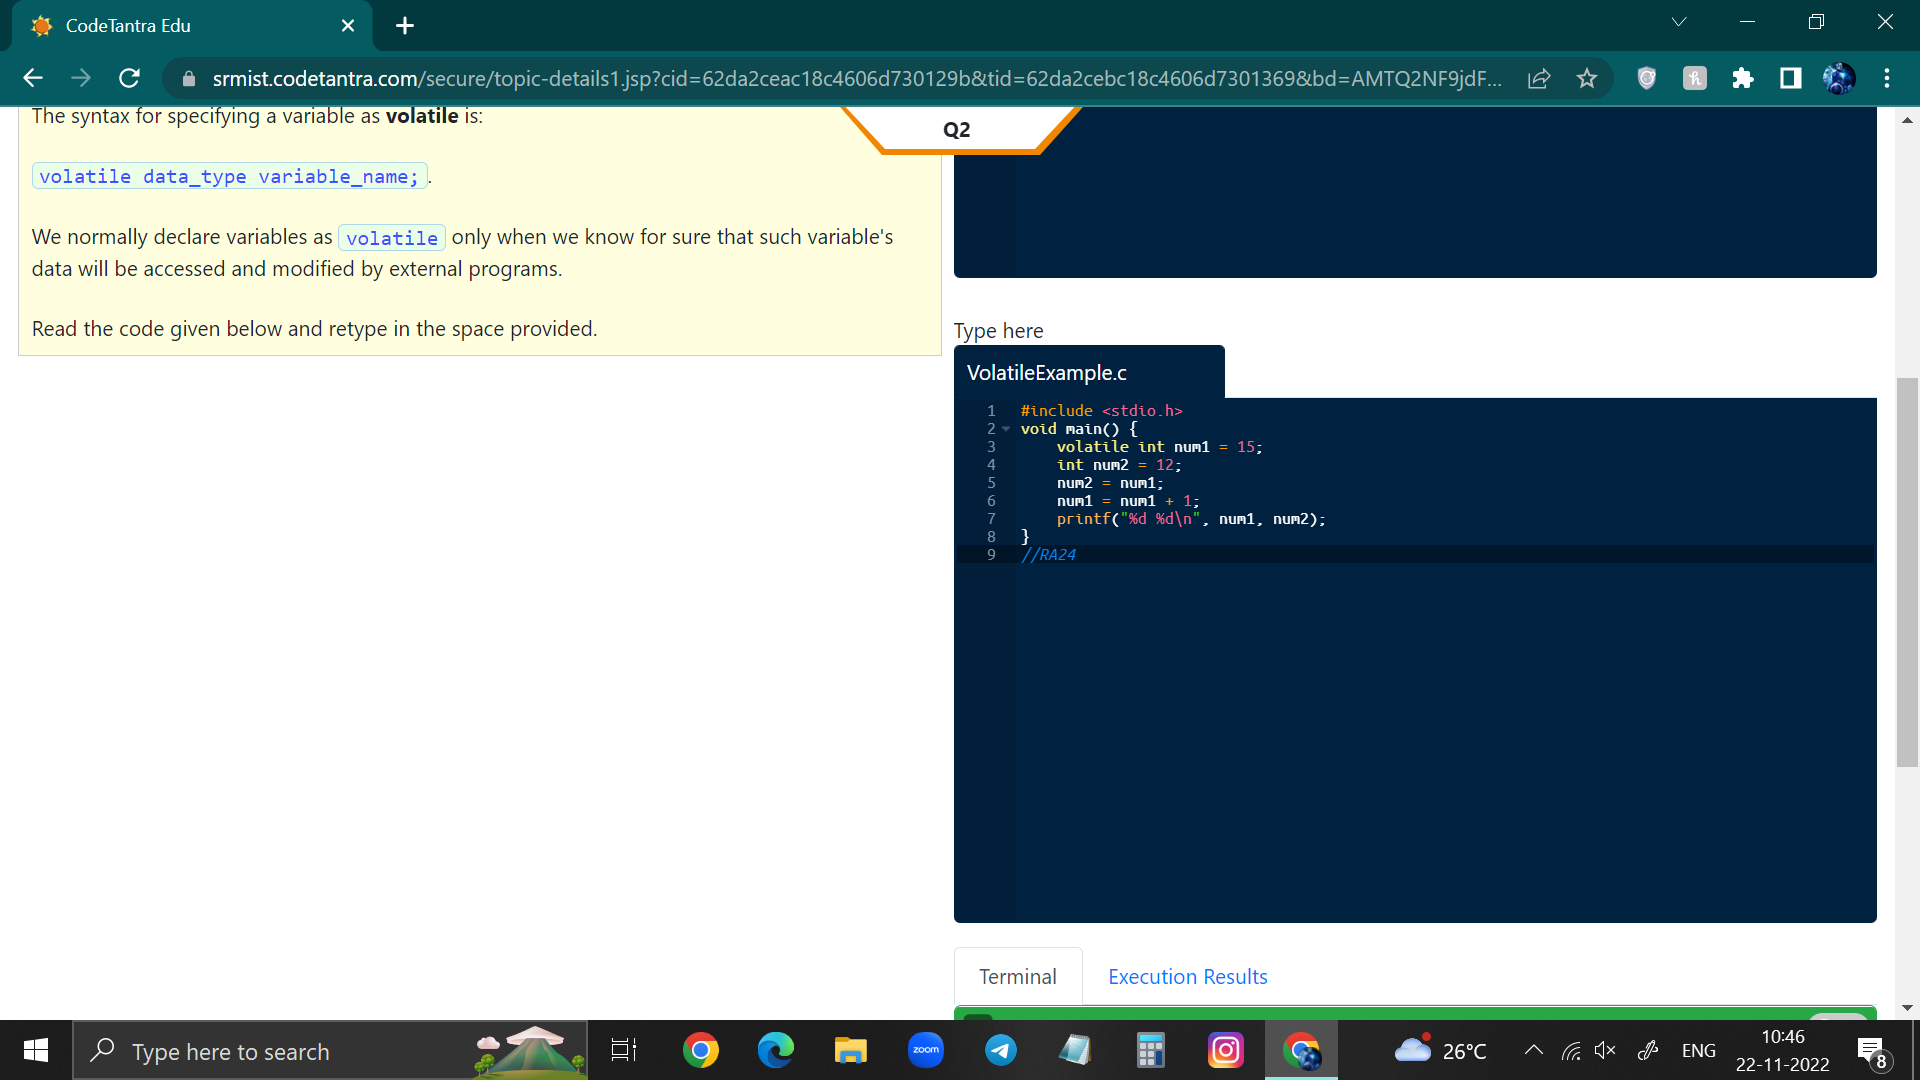 CodeTantra Edu
srmist.codetantra.com/secure/topic-details1.jsp?cid=62da2ceac18c4606d730129b&tid=62da2cebc18c4606d7301369&bd=AMTQ2NF9jdF...
The syntax for specifying a variable as volatile is:
volatile data_type variable_name;.
We normally declare variables as volatile only when we know for sure that such variable's
data will be accessed and modified by external programs.
Read the code given below and retype in the space provided.
Q2
Type here
VolatileExample.c
1 #include <stdio.h>
2 void main() {
3 volatile int num1 = 15;
4 int num2 = 12;
5 num2 = num1;
6 num1 = num1 + 1;
7 printf("%d %d\n", num1, num2);
8 }
9 //RA24
Terminal Execution Results
Type here to search
zoom
26°C
ENG
10:46
22-11-2022
8